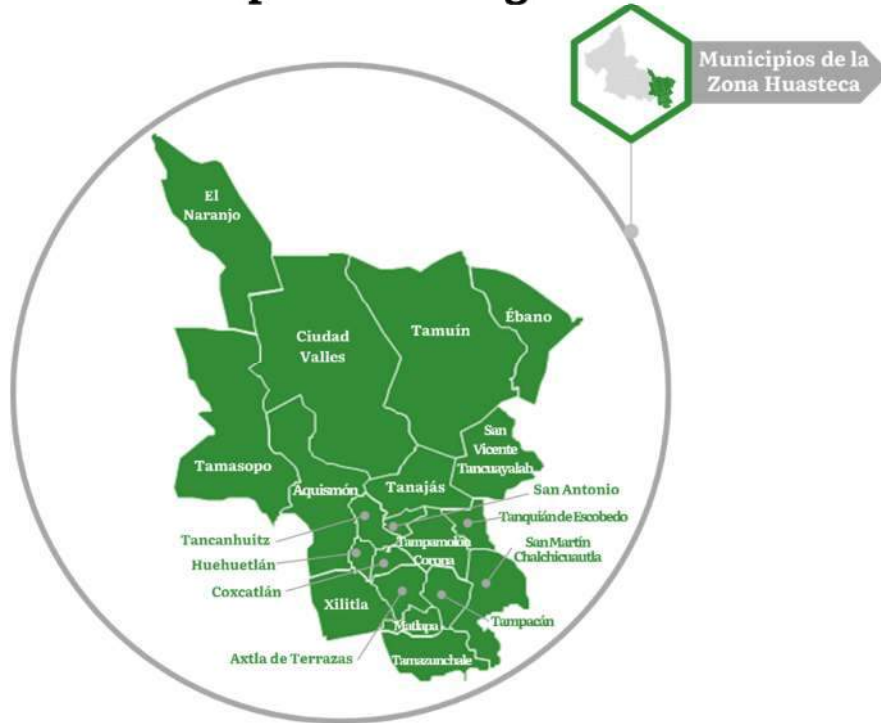 Municipios de la
Zona Huasteca
El
Naranjo
Ciudad
Valles
Tamuín
Ébano
Tamasopo
San
Vicente
Tancuayalab
Aquismón
Tanajás
San Antonio
Tanquián de Escobedo
Tancanhuitz
Tampamolón
Corona
San Martín
Chalchicuautla
Huehuetlán
Coxcatlán
Xilitla
Matlapa
Tampacán
Axtla de Terrazas
Tamazunchale